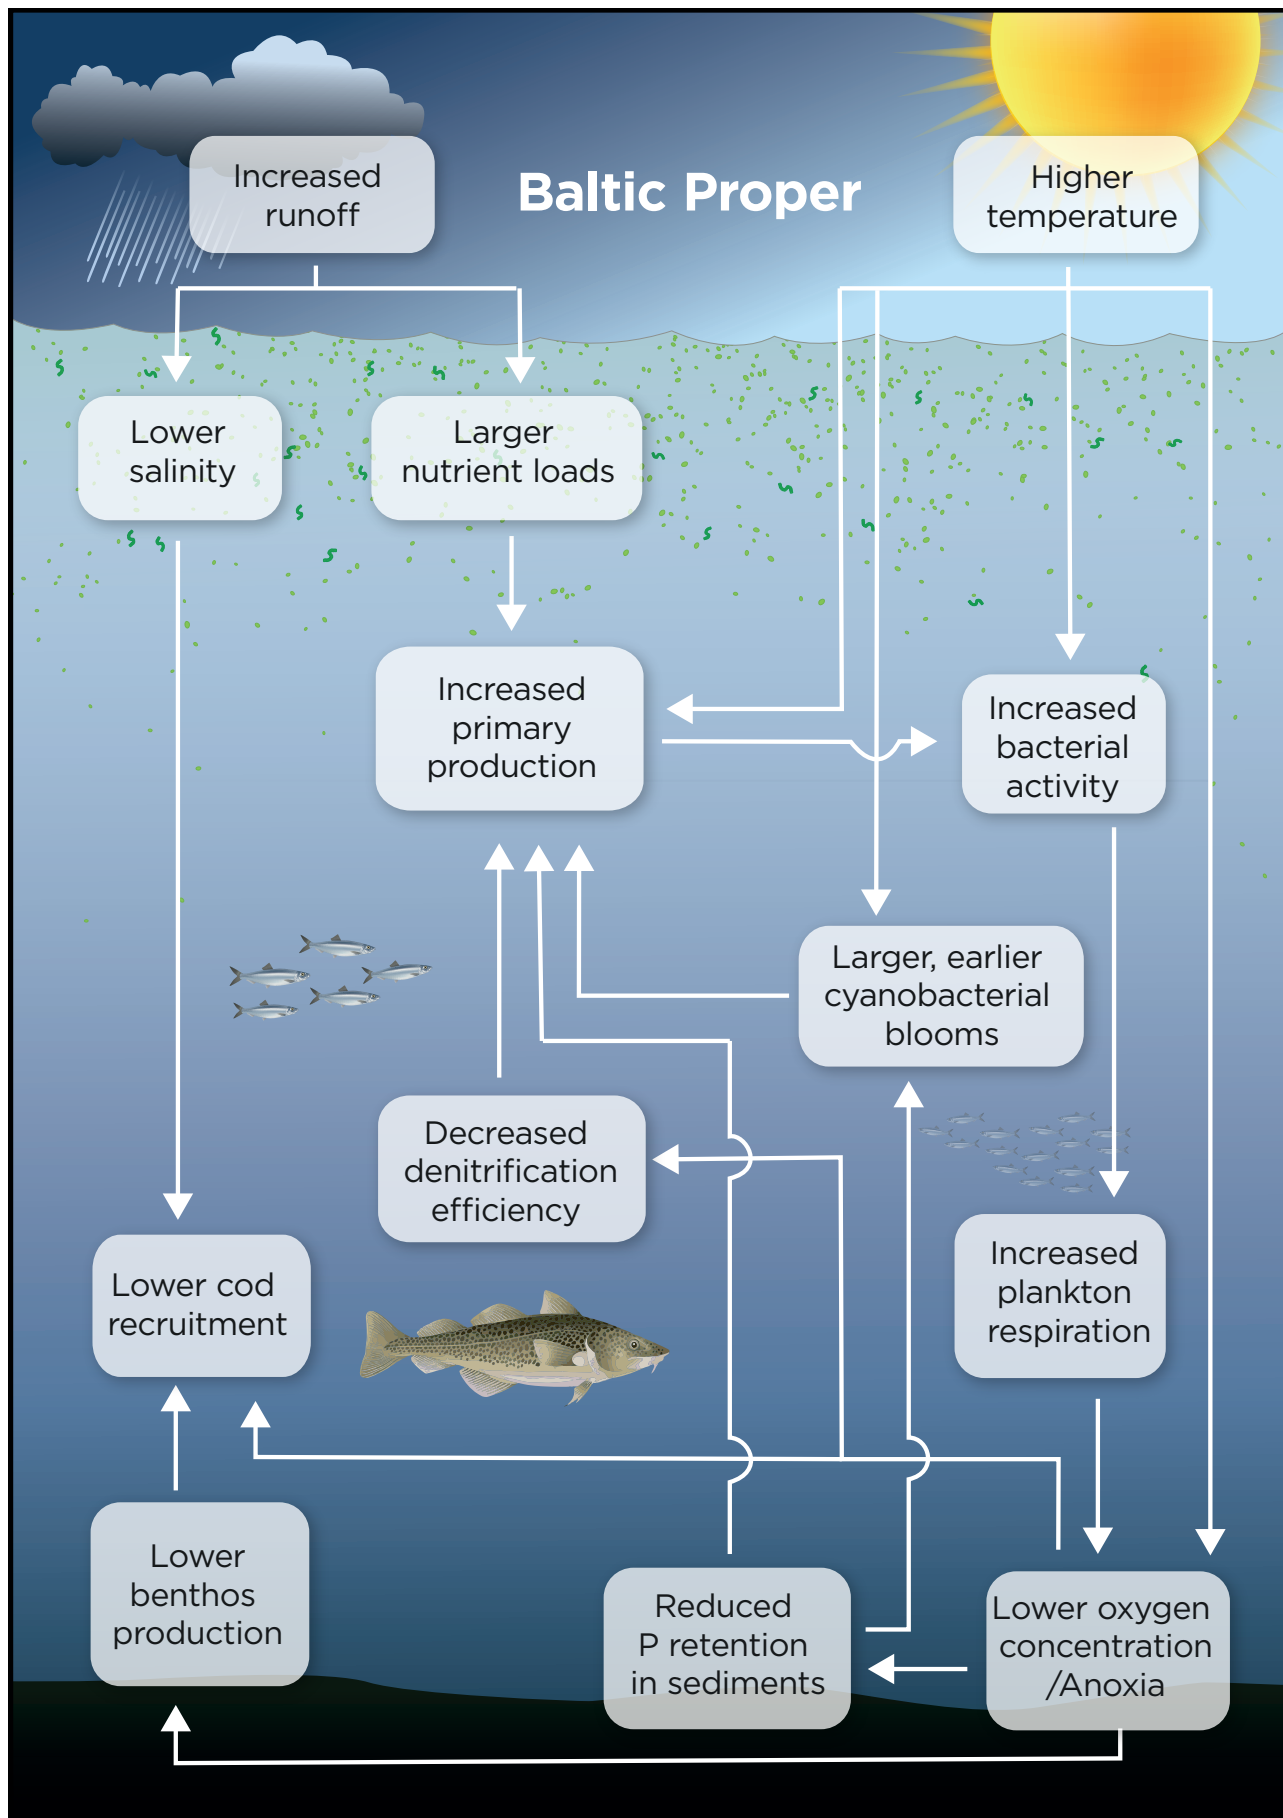 Increased
runoff
Baltic Proper
Higher
temperature
Lower
salinity
Larger
nutrient loads
Increased
primary
production
Increased
bacterial
activity
Larger, earlier
cyanobacterial
blooms
Decreased
denitrification
efficiency
Lower cod
recruitment
Increased
plankton
respiration
Lower
benthos
production
Reduced
P retention
in sediments
Lower oxygen
concentration
/Anoxia